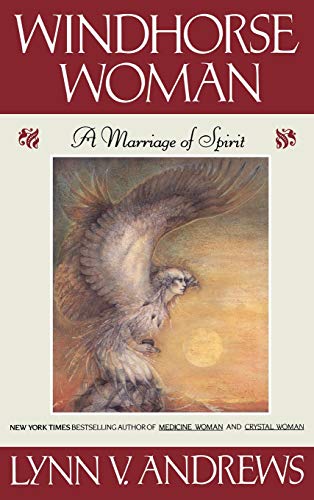 WINDHORSE
WOMAN
A Marriage of Spirit
NEW YORK TIMES BESTSELLING AUTHOR OF MEDICINE WOMAN AND CRYSTAL WOMAN
LYNN V. ANDREWS